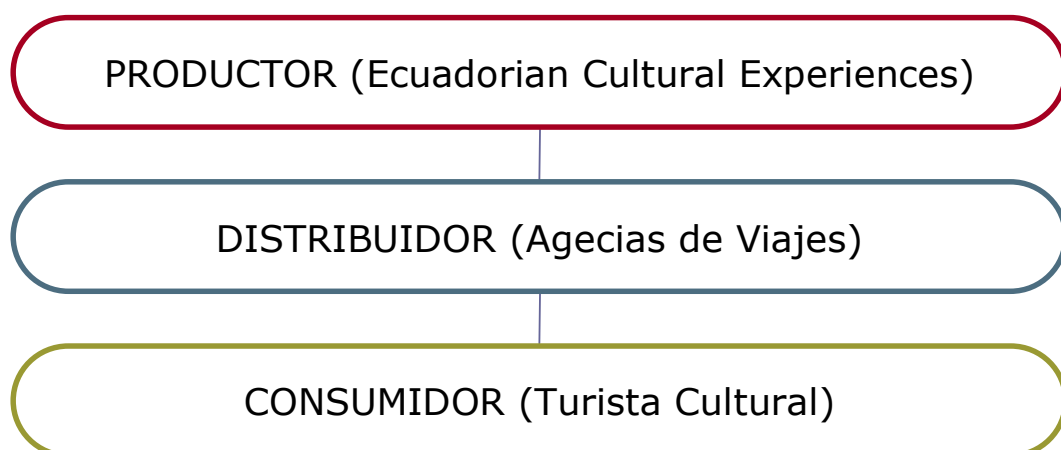 PRODUCTOR (Ecuadorian Cultural Experiences)
DISTRIBUIDOR (Agecias de Viajes)
CONSUMIDOR (Turista Cultural)